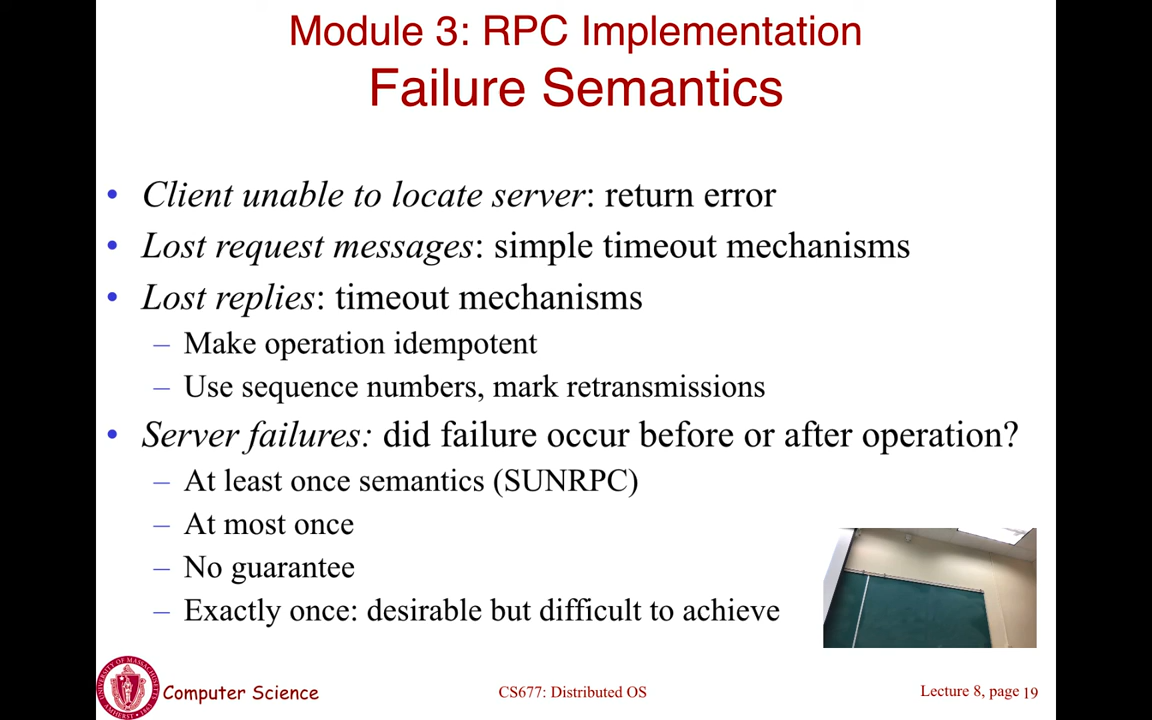 Module 3: RPC Implementation
Failure Semantics
• Client unable to locate server: return error
• Lost request messages: simple timeout mechanisms
• Lost replies: timeout mechanisms
– Make operation idempotent
– Use sequence numbers, mark retransmissions
• Server failures: did failure occur before or after operation?
– At least once semantics (SUNRPC)
– At most once
– No guarantee
– Exactly once: desirable but difficult to achieve
Computer Science
CS677: Distributed OS
Lecture 8, page 19